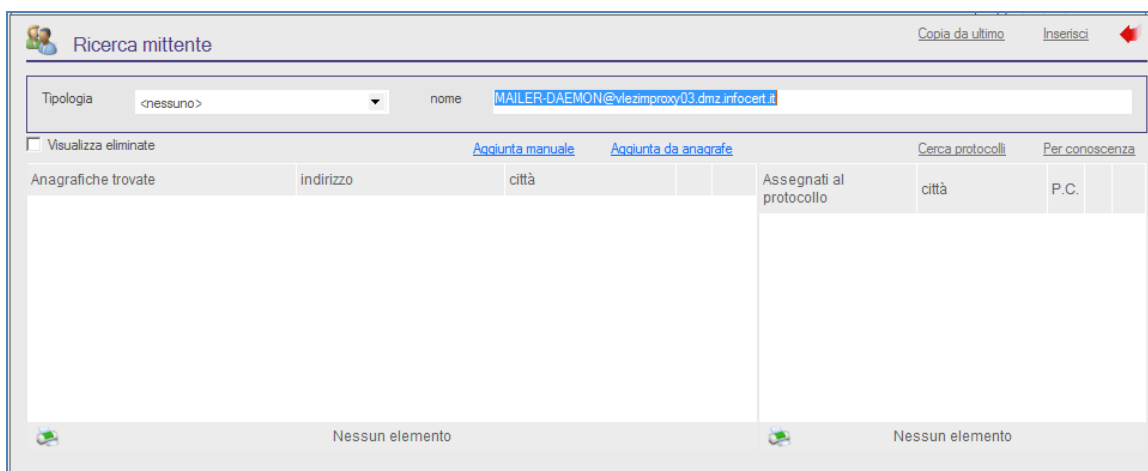 Ricerca mittente Copia da ultimo Inserisci
Tipologia <nessuno> nome MAILER-DAEMON@vlezimproxy03.dmz.infocert.it
Visualizza eliminate Aggiunta manuale Aggiunta da anagrafe Cerca protocolli Per conoscenza
Anagrafiche trovate indirizzo città Assegnati al protocollo città P.C.
Nessun elemento Nessun elemento